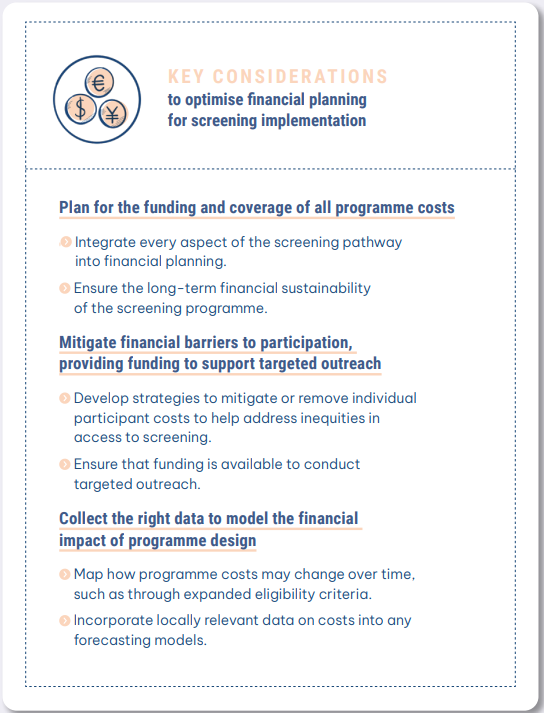 €
$
¥
KEY CONSIDERATIONS
to optimise financial planning
for screening implementation
Plan for the funding and coverage of all programme costs
Integrate every aspect of the screening pathway
into financial planning.
Ensure the long-term financial sustainability
of the screening programme.
Mitigate financial barriers to participation,
providing funding to support targeted outreach
Develop strategies to mitigate or remove individual
participant costs to help address inequities in
access to screening.
Ensure that funding is available to conduct
targeted outreach.
Collect the right data to model the financial
impact of programme design
Map how programme costs may change over time,
such as through expanded eligibility criteria.
Incorporate locally relevant data on costs into any
forecasting models.